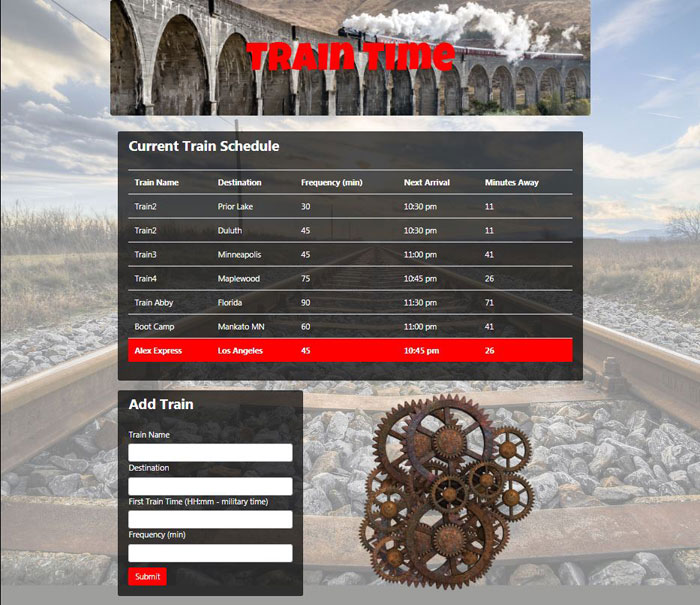 Train Time
Current Train Schedule
Train Name Destination Frequency (min) Next Arrival Minutes Away
Train2 Prior Lake 30 10:30 pm 11
Train2 Duluth 45 10:30 pm 11
Train3 Minneapolis 45 11:00 pm 41
Train4 Maplewood 75 10:45 pm 26
Train Abby Florida 90 11:30 pm 71
Boot Camp Mankato MN 60 11:00 pm 41
Alex Express Los Angeles 45 10:45 pm 26
Add Train
Train Name
Destination
First Train Time (HH:mm - military time)
Frequency (min)
Submit